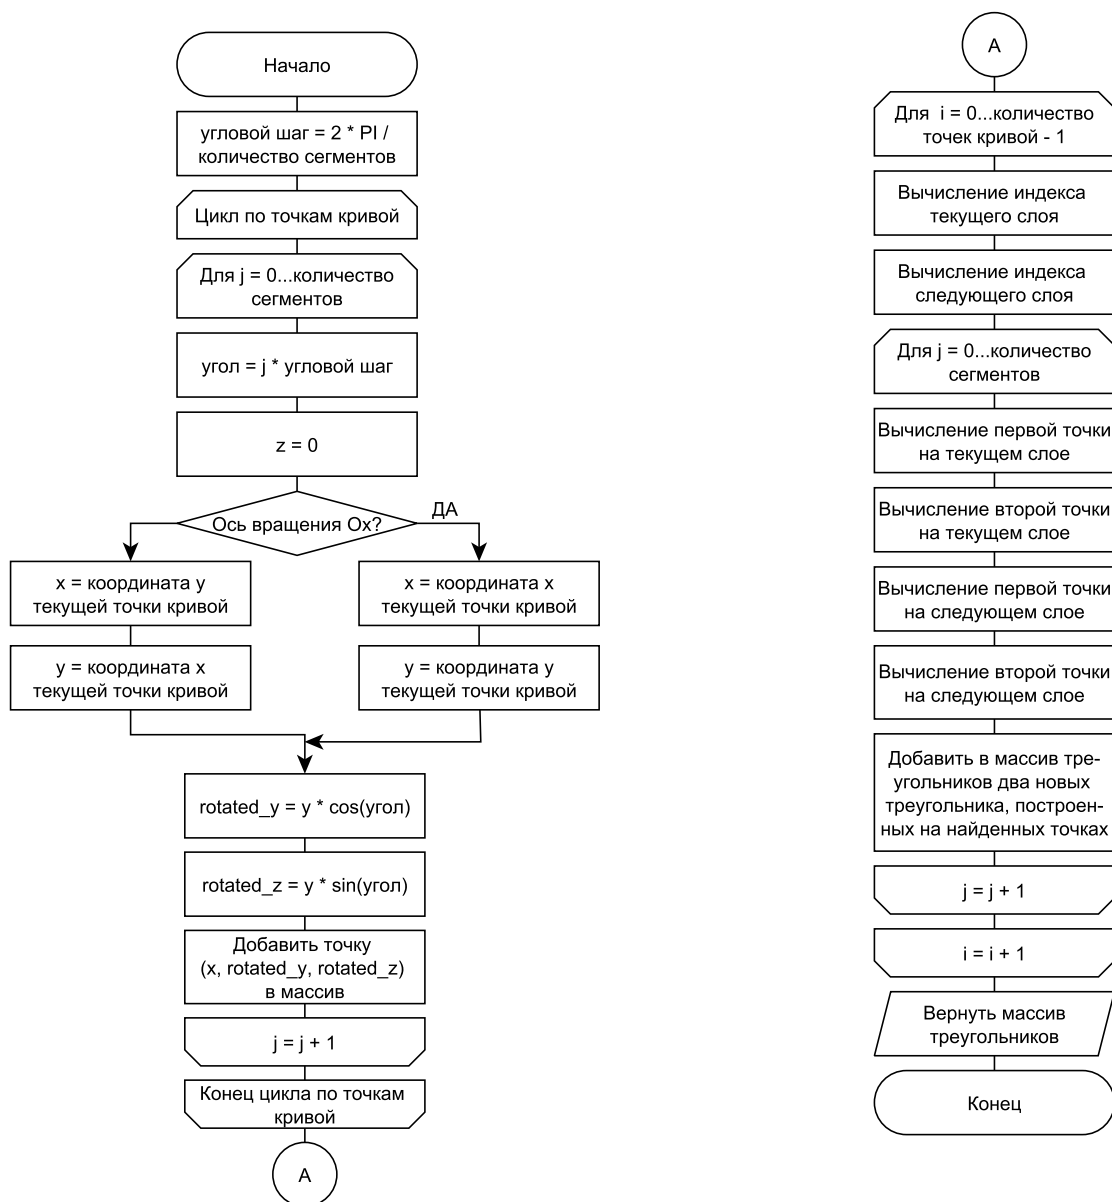 Начало
угловой шаг = 2 * PI /
количество сегментов
Цикл по точкам кривой
Для j = 0...количество
сегментов
угол = j * угловой шаг
z = 0
Ось вращения Ox?
ДА
x = координата y
текущей точки кривой
y = координата x
текущей точки кривой
x = координата x
текущей точки кривой
y = координата y
текущей точки кривой
rotated_y = y * cos(угол)
rotated_z = y * sin(угол)
Добавить точку
(x, rotated_y, rotated_z)
в массив
j = j + 1
Конец цикла по точкам
кривой
А
А
Для i = 0...количество
точек кривой - 1
Вычисление индекса
текущего слоя
Вычисление индекса
следующего слоя
Для j = 0...количество
сегментов
Вычисление первой точки
на текущем слое
Вычисление второй точки
на текущем слое
Вычисление первой точки
на следующем слое
Вычисление второй точки
на следующем слое
Добавить в массив тре-
угольников два новых
треугольника, построен-
ных на найденных точках
j = j + 1
i = i + 1
Вернуть массив
треугольников
Конец